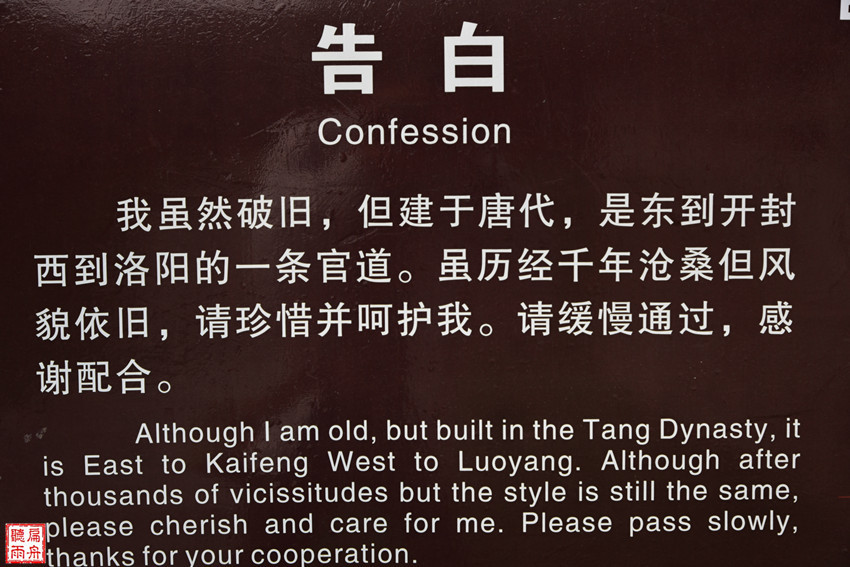 告白
Confession
我虽然破旧，但建于唐代，是东到开封
西到洛阳的一条官道。虽历经千年沧桑但风
貌依旧，请珍惜并呵护我。请缓慢通过，感
谢配合。
Although I am old, but built in the Tang Dynasty, it
is East to Kaifeng West to Luoyang. Although after
thousands of vicissitudes but the style is still the same,
please cherish and care for me. Please pass slowly,
thanks for your cooperation.
扁舟
聽雨